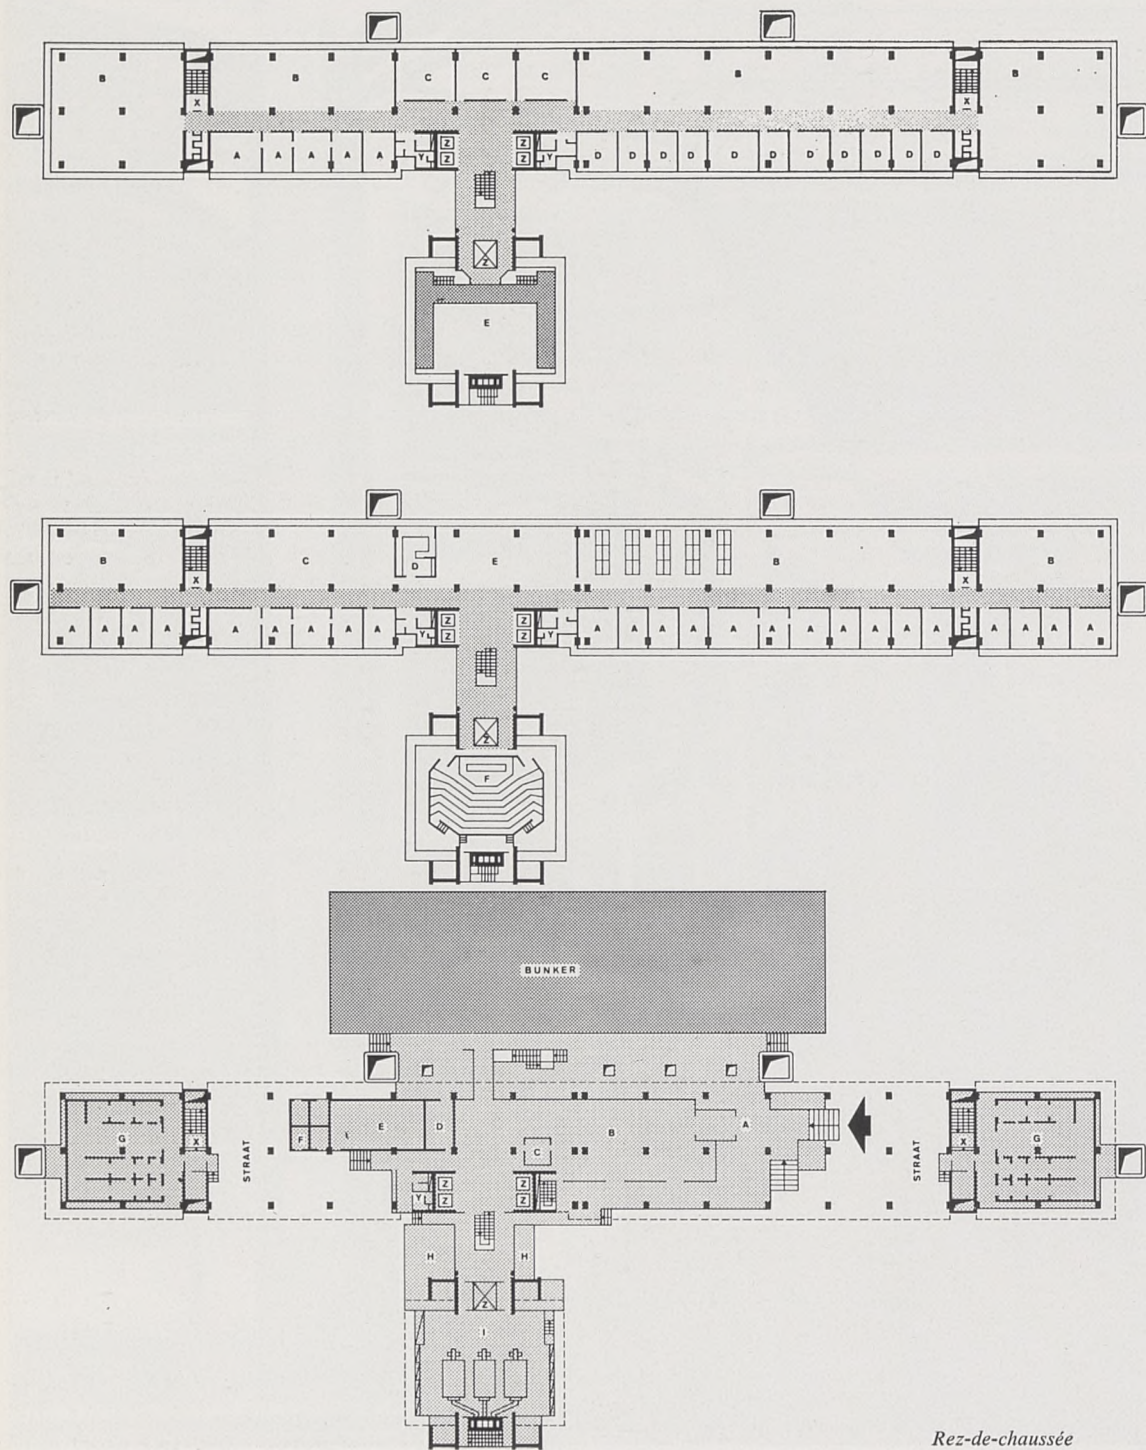 B B C C C B B
X X
A A A A A Y Z Z Z Z Y D D D D D D D D D D D
Z
E
B C D E B B
X X
A A A A A A A A A Y Z Z Z Z Y A A A A A A A A A A A A A A A
Z
F
BUNKER
G X STRAAT F E D C B A STRAAT X G
Y Z Z Z Z
H H
Z
I
Rez-de-chaussée